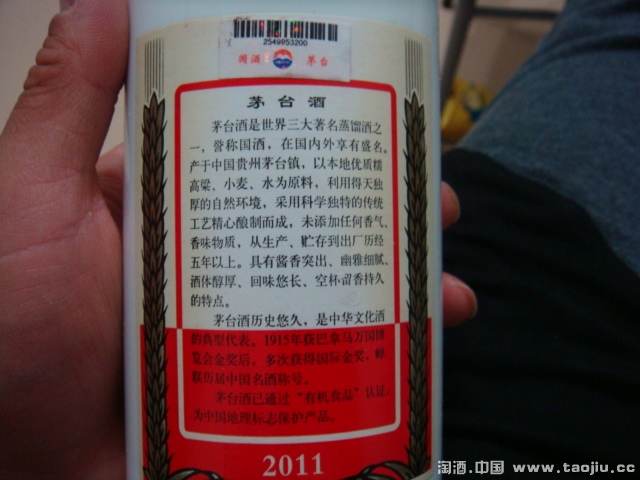 2549953200
国酒 茅台
茅台酒
茅台酒是世界三大著名蒸馏酒之
一，誉称国酒，在国内外享有盛名。
产于中国贵州茅台镇，以本地优质糯
高粱、小麦、水为原料，利用得天独
厚的自然环境，采用科学独特的传统
工艺精心酿制而成，未添加任何香气、
香味物质，从生产、贮存到出厂历经
五年以上。具有酱香突出、幽雅细腻、
酒体醇厚、回味悠长、空杯留香持久
的特点。
茅台酒历史悠久，是中华文化酒
的典型代表。1915年获巴拿马万国博
览会金奖后，多次获得国际金奖，蝉
联历届中国名酒称号。
茅台酒已通过“有机食品”认证，
为中国地理标志保护产品。
2011
淘酒.中国 www.taojiu.cc